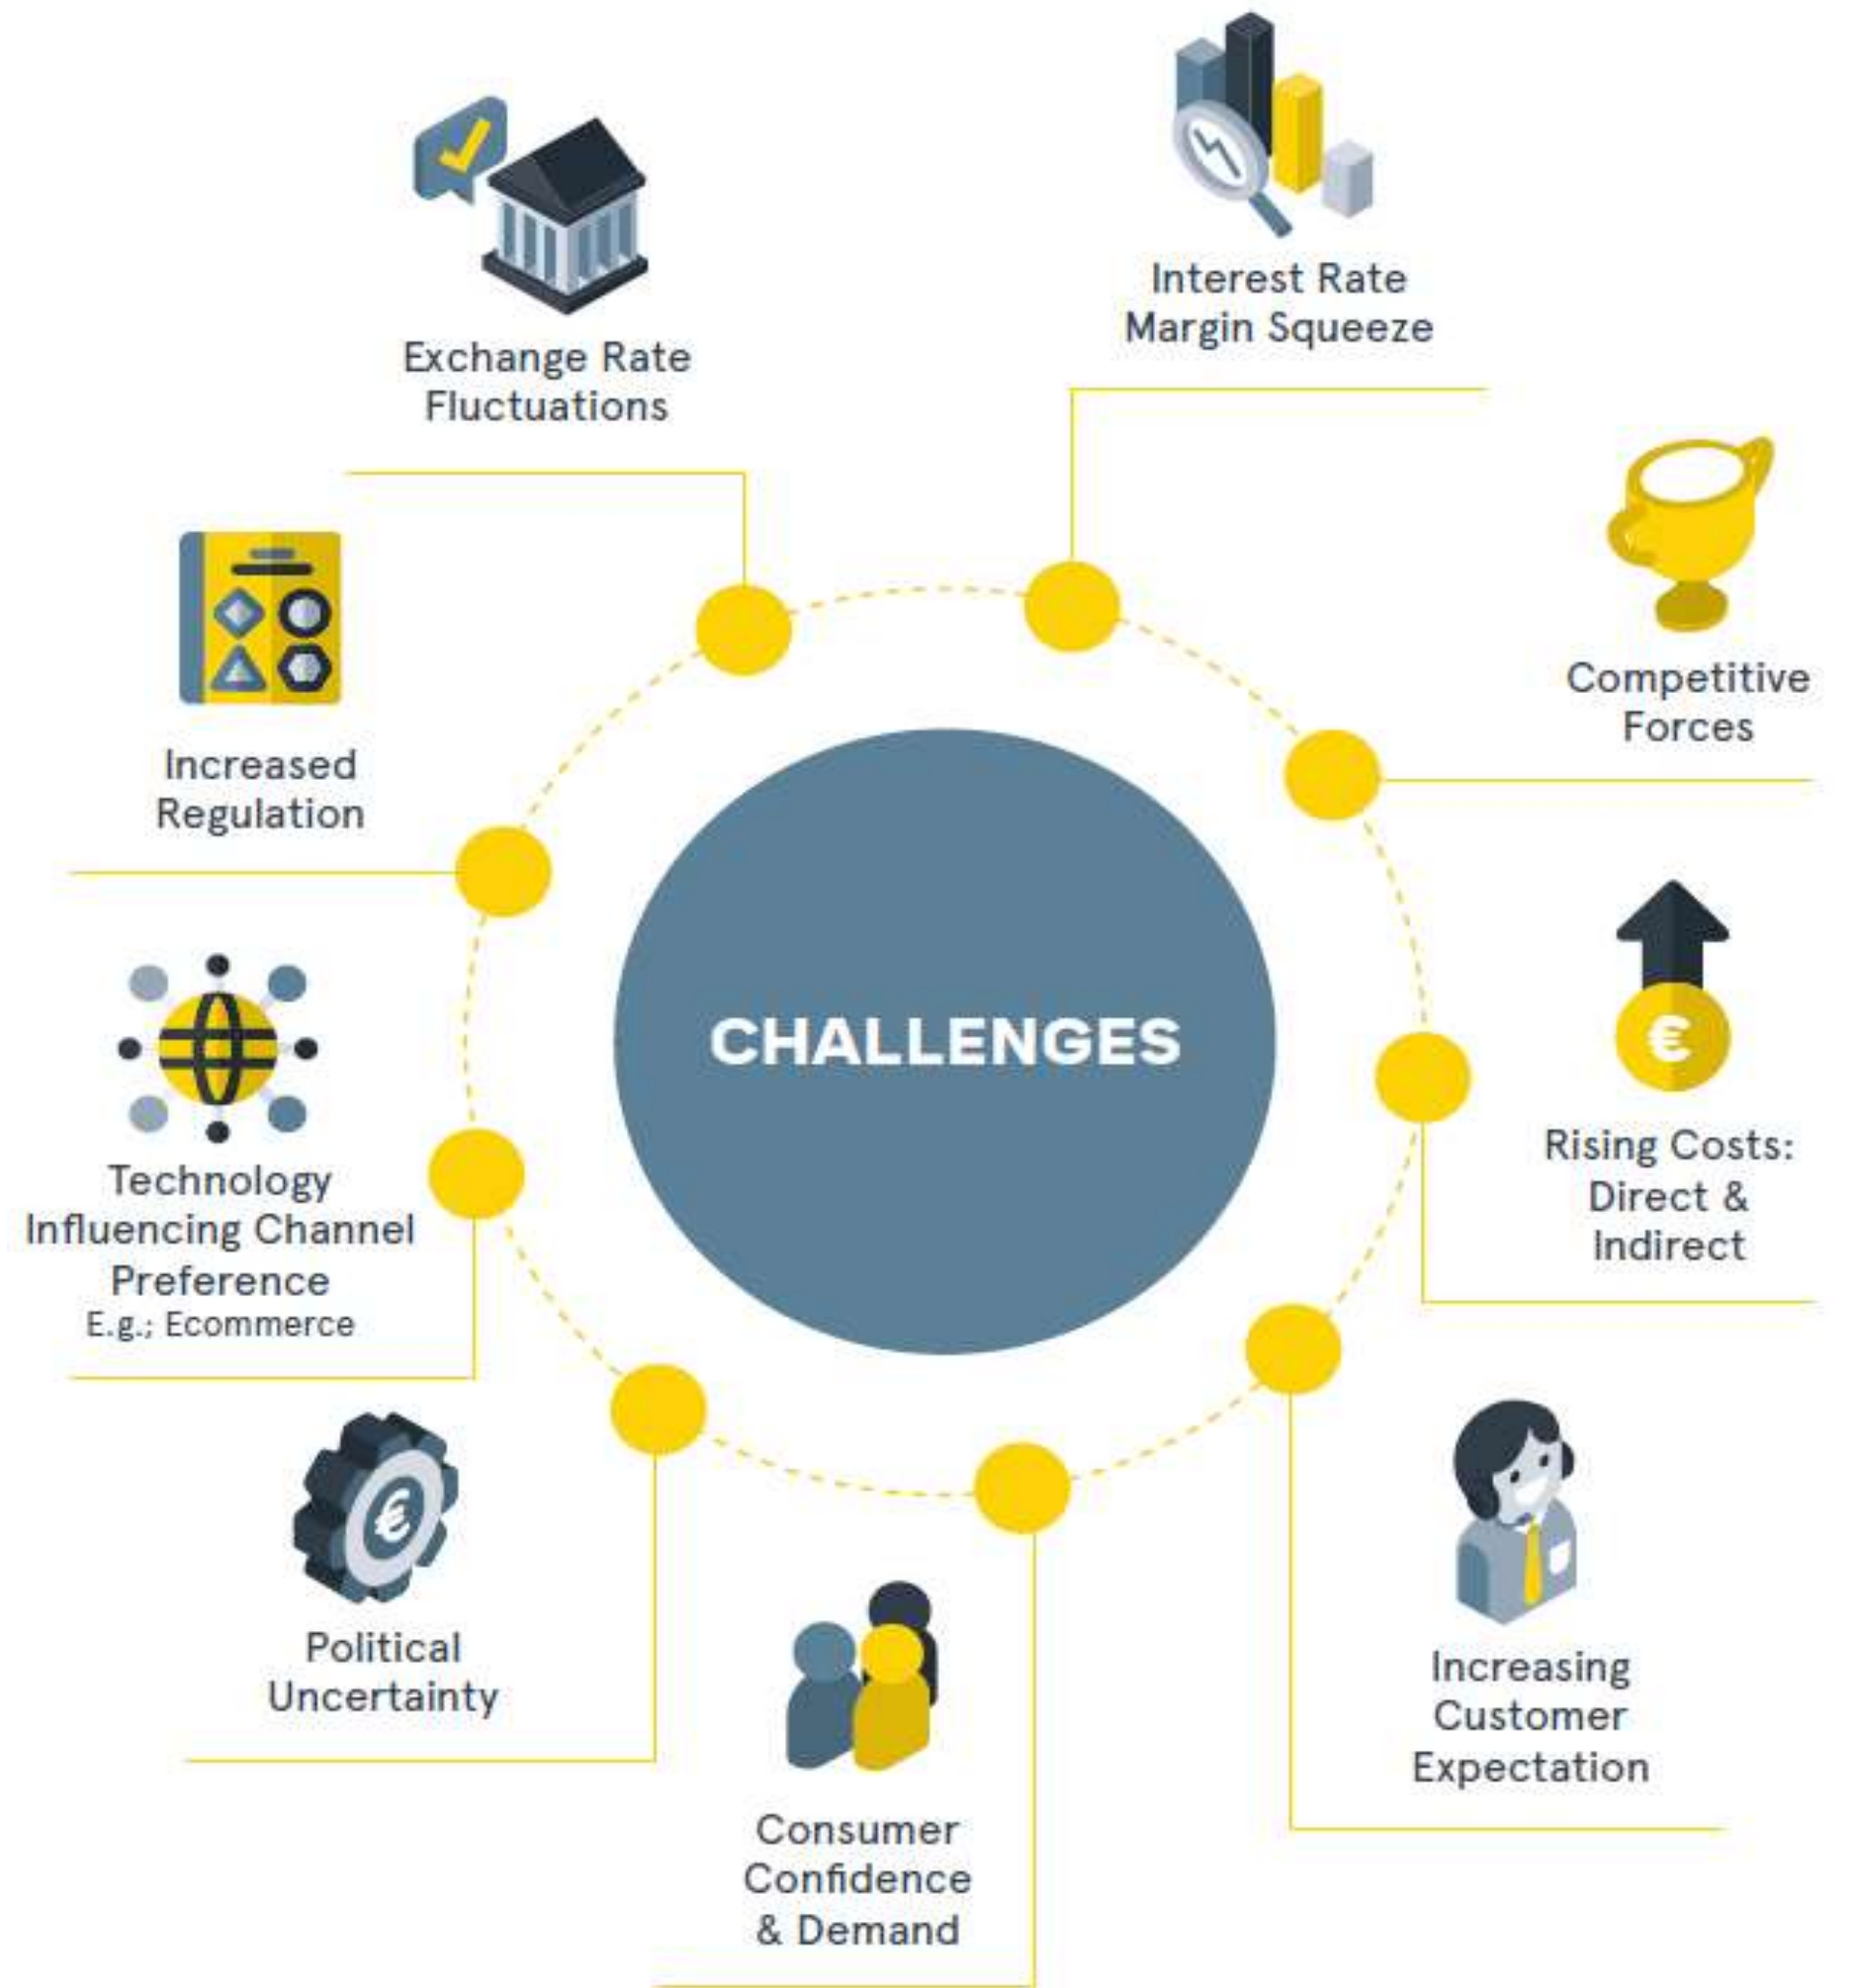 Interest Rate
Margin Squeeze
Exchange Rate
Fluctuations
Competitive
Forces
Increased
Regulation
CHALLENGES
Rising Costs:
Direct &
Indirect
Technology
Influencing Channel
Preference
E.g.; Ecommerce
Political
Uncertainty
Increasing
Customer
Expectation
Consumer
Confidence
& Demand
€
€